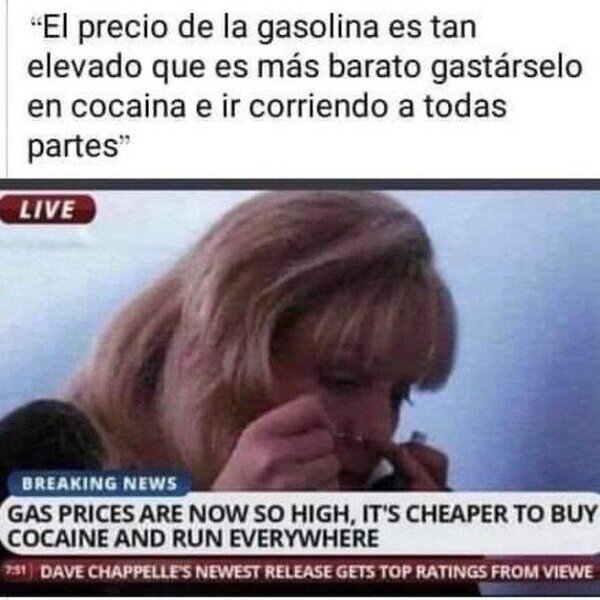 “El precio de la gasolina es tan
elevado que es más barato gastárselo
en cocaina e ir corriendo a todas
partes”
LIVE
BREAKING NEWS
GAS PRICES ARE NOW SO HIGH, IT'S CHEAPER TO BUY
COCAINE AND RUN EVERYWHERE
7:51 DAVE CHAPPELLE'S NEWEST RELEASE GETS TOP RATINGS FROM VIEWE